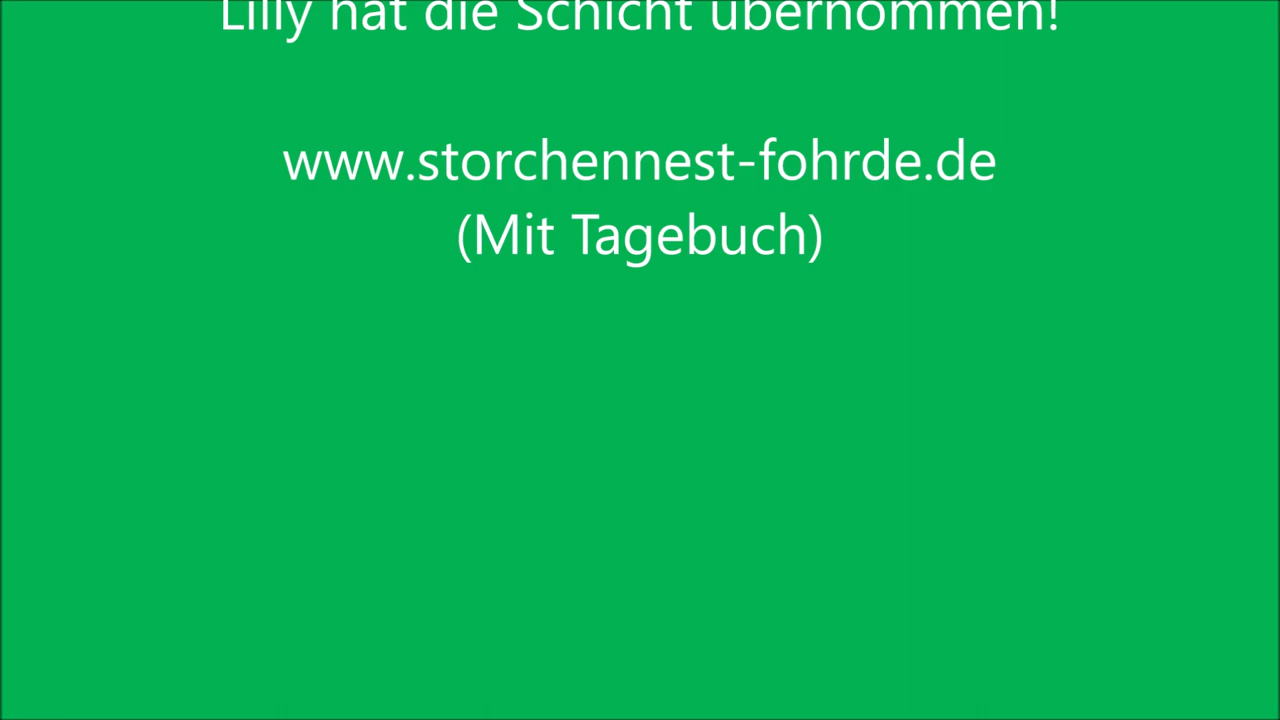 Lilly hat die Schicht übernommen!
www.storchennest-fohrde.de
(Mit Tagebuch)